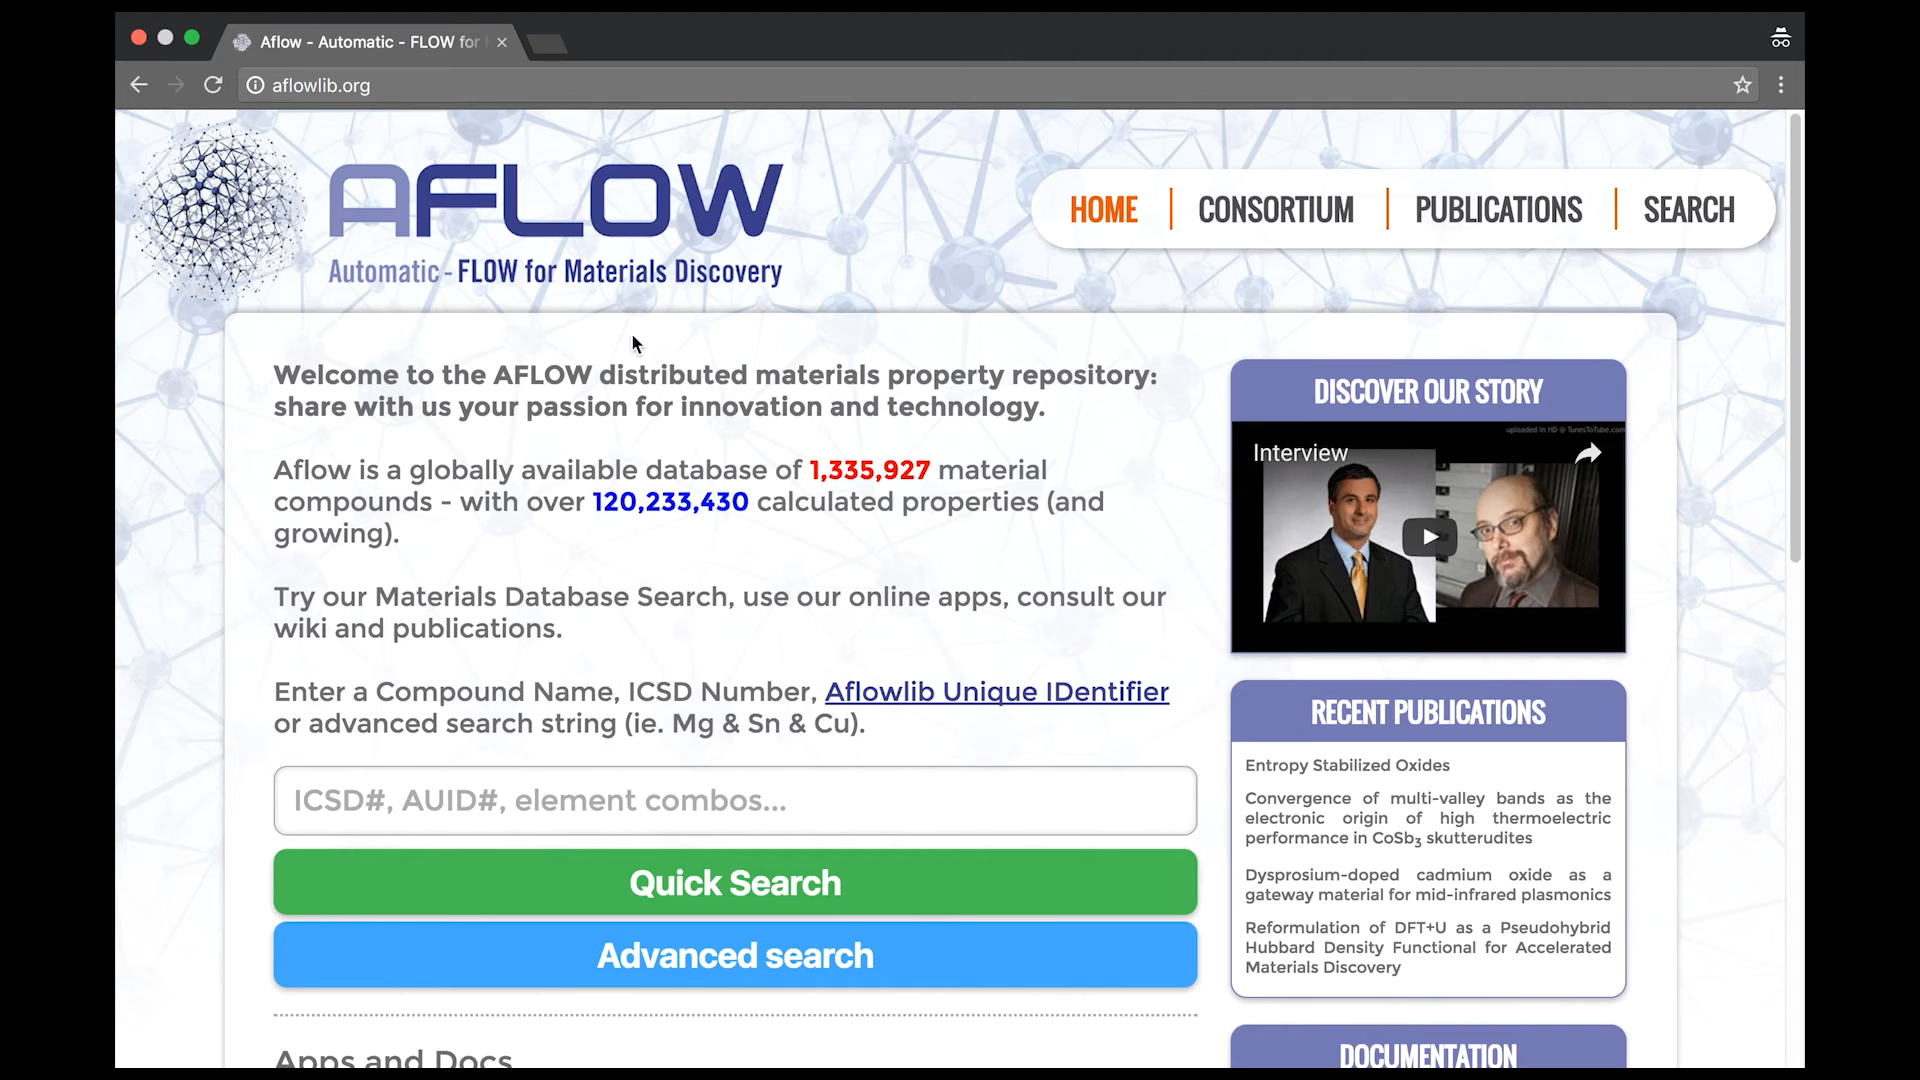 Aflow - Automatic - FLOW for
aflowlib.org
AFLOW
Automatic - FLOW for Materials Discovery
HOME
CONSORTIUM
PUBLICATIONS
SEARCH
Welcome to the AFLOW distributed materials property repository:
share with us your passion for innovation and technology.
Aflow is a globally available database of 1,335,927 material
compounds - with over 120,233,430 calculated properties (and
growing).
Try our Materials Database Search, use our online apps, consult our
wiki and publications.
Enter a Compound Name, ICSD Number, Aflowlib Unique IDentifier
or advanced search string (ie. Mg & Sn & Cu).
ICSD#, AUID#, element combos...
Quick Search
Advanced search
Apps and Docs
DISCOVER OUR STORY
uploaded in HD @ TunesToTube.com
Interview
RECENT PUBLICATIONS
Entropy Stabilized Oxides
Convergence of multi-valley bands as the
electronic origin of high thermoelectric
performance in CoSb₃ skutterudites
Dysprosium-doped cadmium oxide as a
gateway material for mid-infrared plasmonics
Reformulation of DFT+U as a Pseudohybrid
Hubbard Density Functional for Accelerated
Materials Discovery
DOCUMENTATION